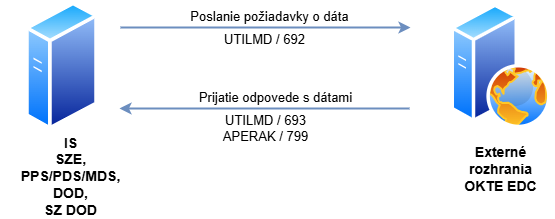 Poslanie požiadavky o dáta
UTILMD / 692
Prijatie odpovede s dátami
UTILMD / 693
APERAK / 799
IS
SZE,
PPS/PDS/MDS,
DOD,
SZ DOD
Externé
rozhrania
OKTE EDC